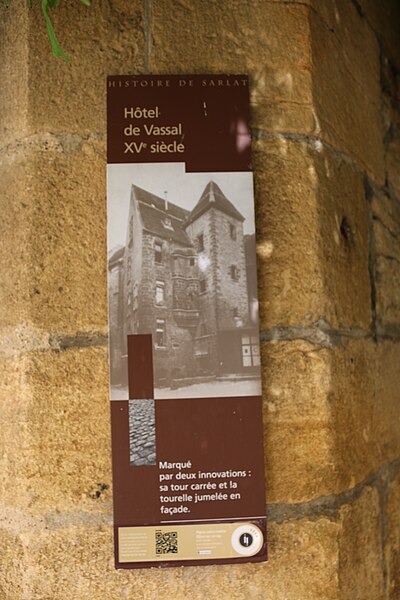 HISTOIRE DE SARLAT
Hôtel
de Vassal
XVe siècle
Marqué
par deux innovations :
sa tour carrée et la
tourelle jumelée en
façade.